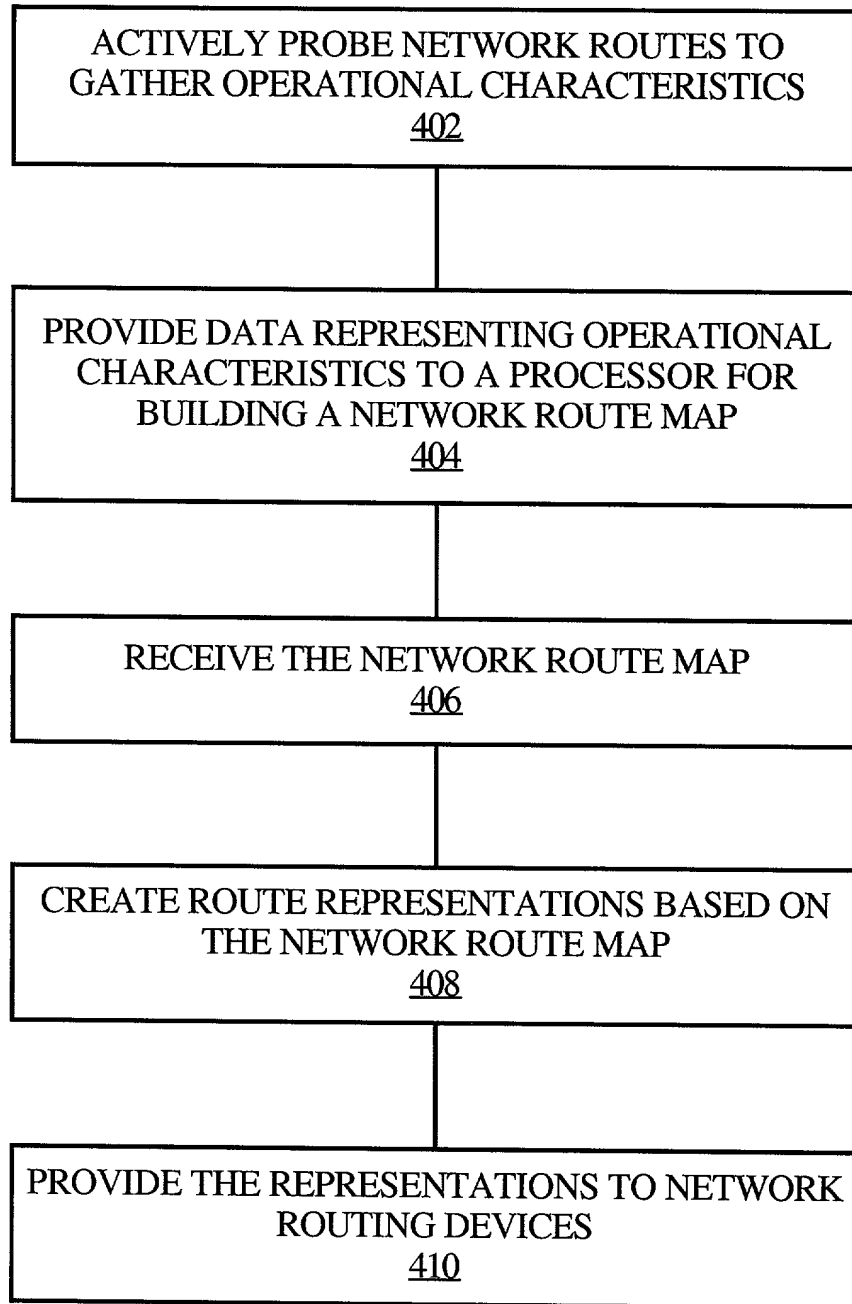 ACTIVELY PROBE NETWORK ROUTES TO
GATHER OPERATIONAL CHARACTERISTICS
402
PROVIDE DATA REPRESENTING OPERATIONAL
CHARACTERISTICS TO A PROCESSOR FOR
BUILDING A NETWORK ROUTE MAP
404
RECEIVE THE NETWORK ROUTE MAP
406
CREATE ROUTE REPRESENTATIONS BASED ON
THE NETWORK ROUTE MAP
408
PROVIDE THE REPRESENTATIONS TO NETWORK
ROUTING DEVICES
410